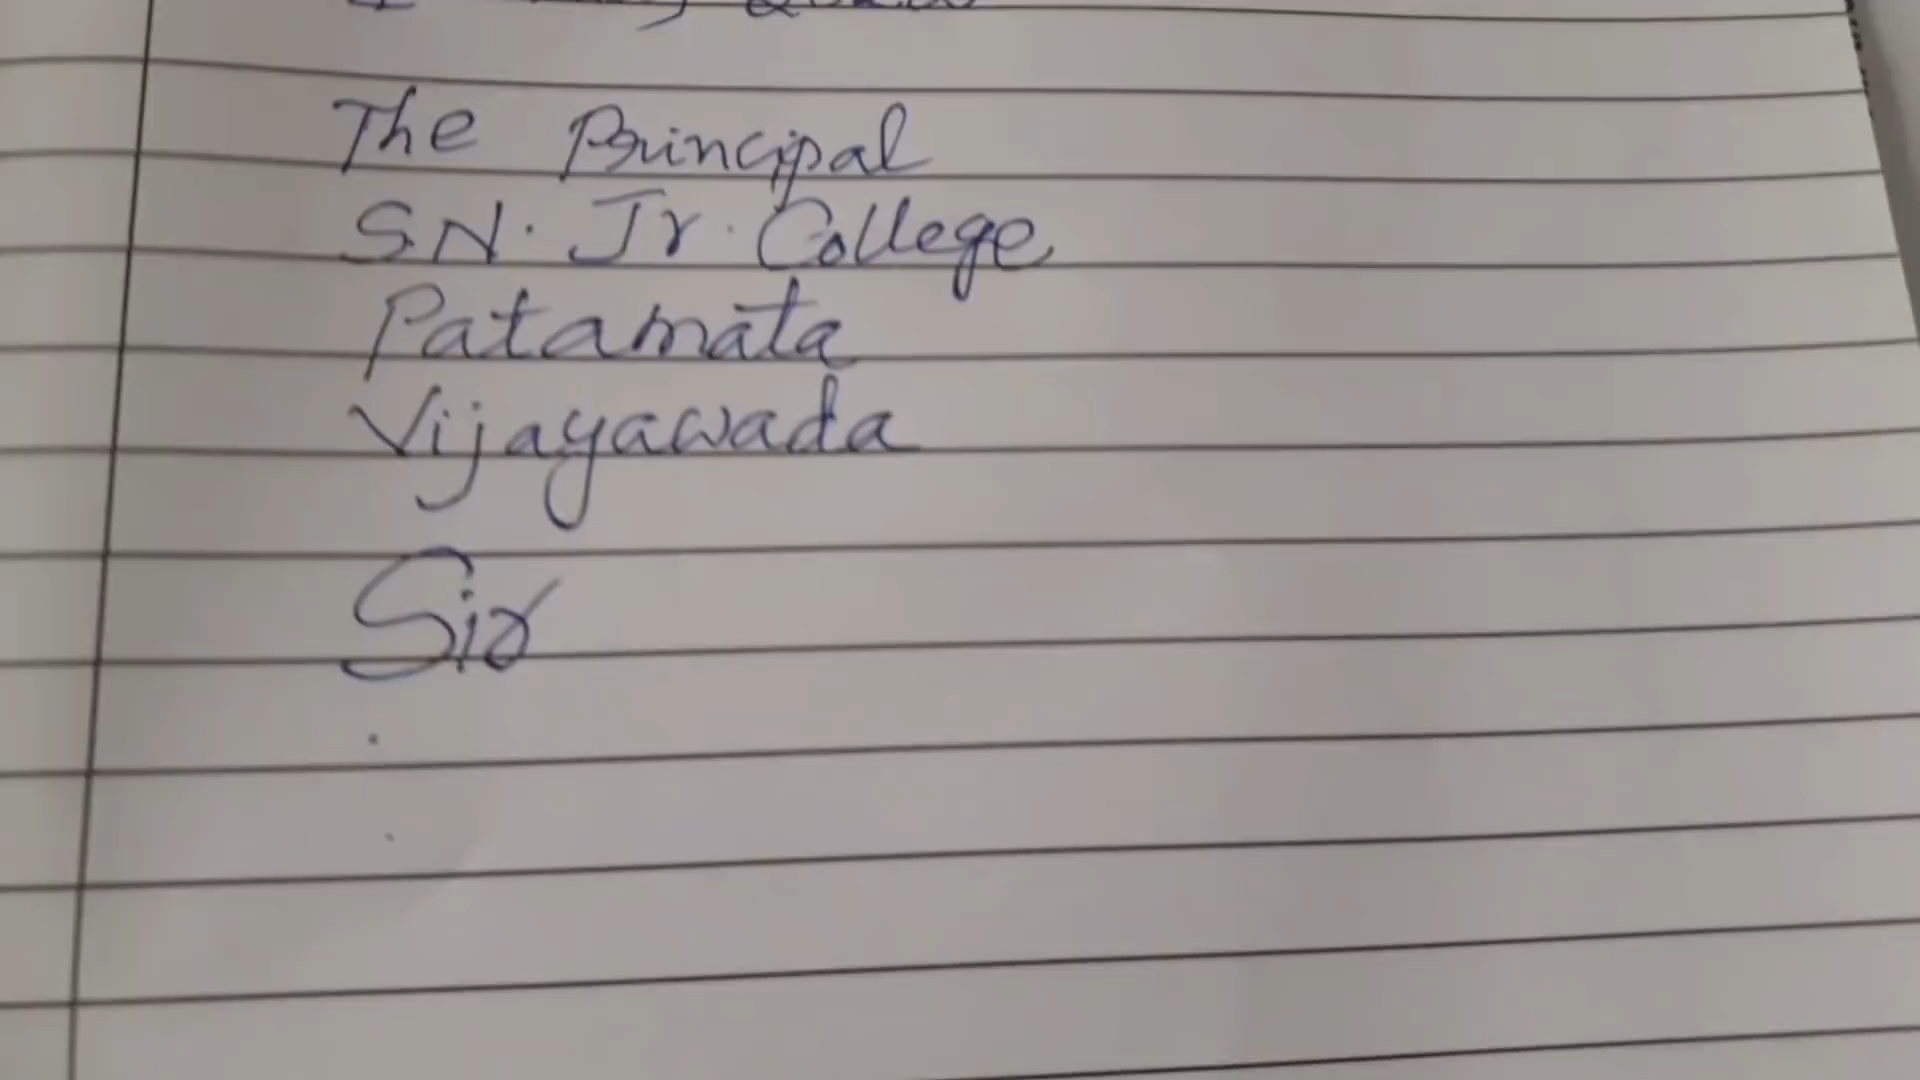 The Principal
S.N. Jr. College
Patamata
Vijayawada
Sir